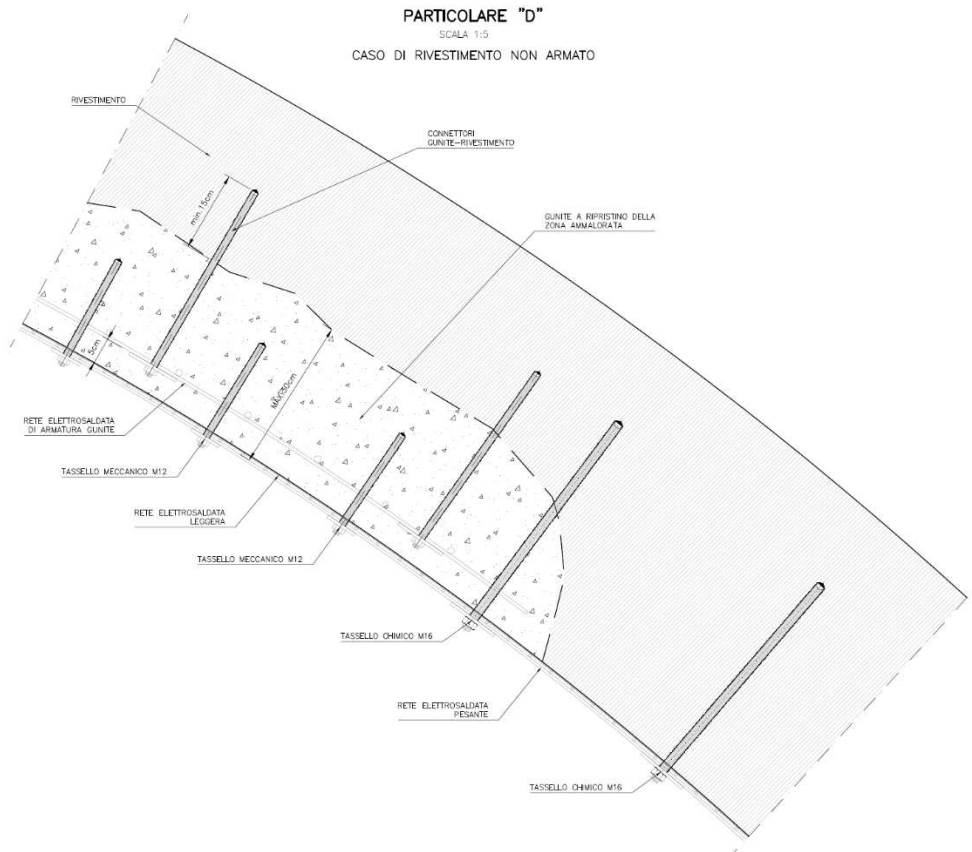 PARTICOLARE "D"
SCALA 1:5
CASO DI RIVESTIMENTO NON ARMATO
RIVESTIMENTO
CONNETTORI
GUNITE-RIVESTIMENTO
min.15cm
GUNITE A RIPRISTINO DELLA
ZONA AMMALORATA
5cm
MAX 30cm
RETE ELETTROSALDATA
DI ARMATURA GUNITE
TASSELLO MECCANICO M12
RETE ELETTROSALDATA
LEGGERA
TASSELLO MECCANICO M12
TASSELLO CHIMICO M16
RETE ELETTROSALDATA
PESANTE
TASSELLO CHIMICO M16